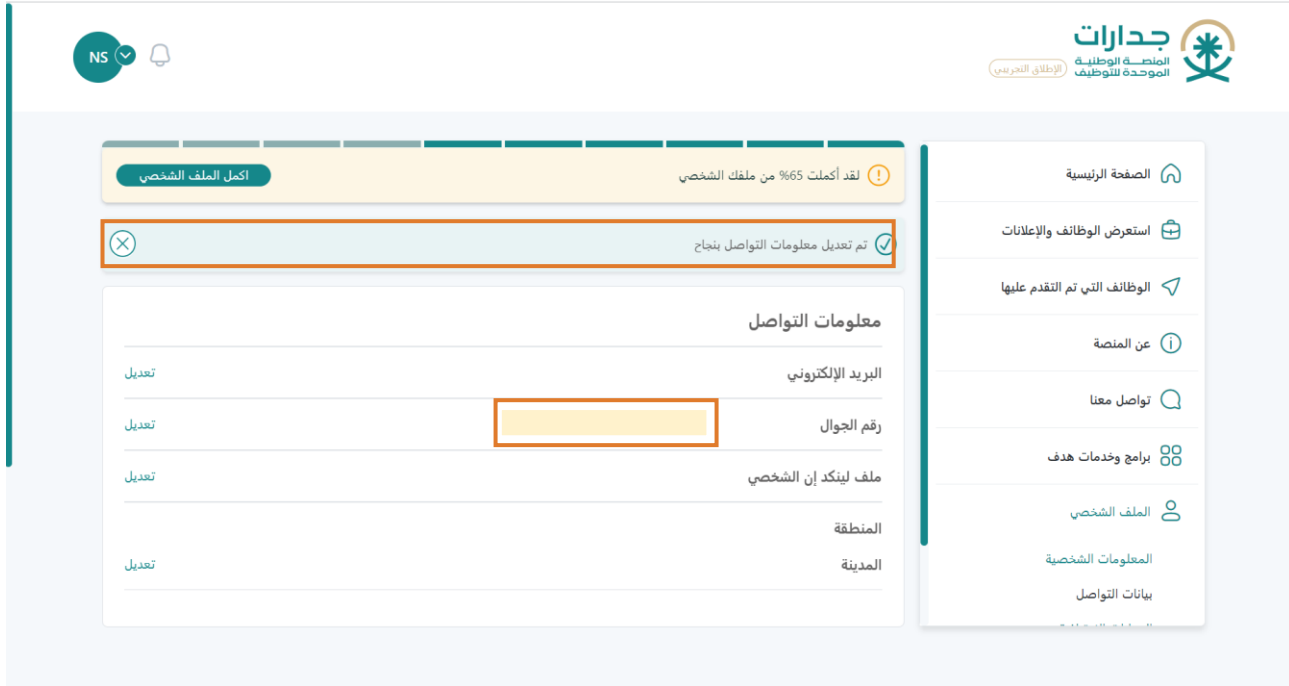 جدارات
المنصـــة الوطنيــة
الموحدة للتوظيف
الإطلاق التجريبي
NS
الصفحة الرئيسية
استعرض الوظائف والإعلانات
الوظائف التي تم التقدم عليها
عن المنصة
تواصل معنا
برامج وخدمات هدف
الملف الشخصي
المعلومات الشخصية
بيانات التواصل
لقد أكملت 65% من ملفك الشخصي
اكمل الملف الشخصي
تم تعديل معلومات التواصل بنجاح
معلومات التواصل
البريد الإلكتروني تعديل
رقم الجوال تعديل
ملف لينكد إن الشخصي تعديل
المنطقة
المدينة تعديل